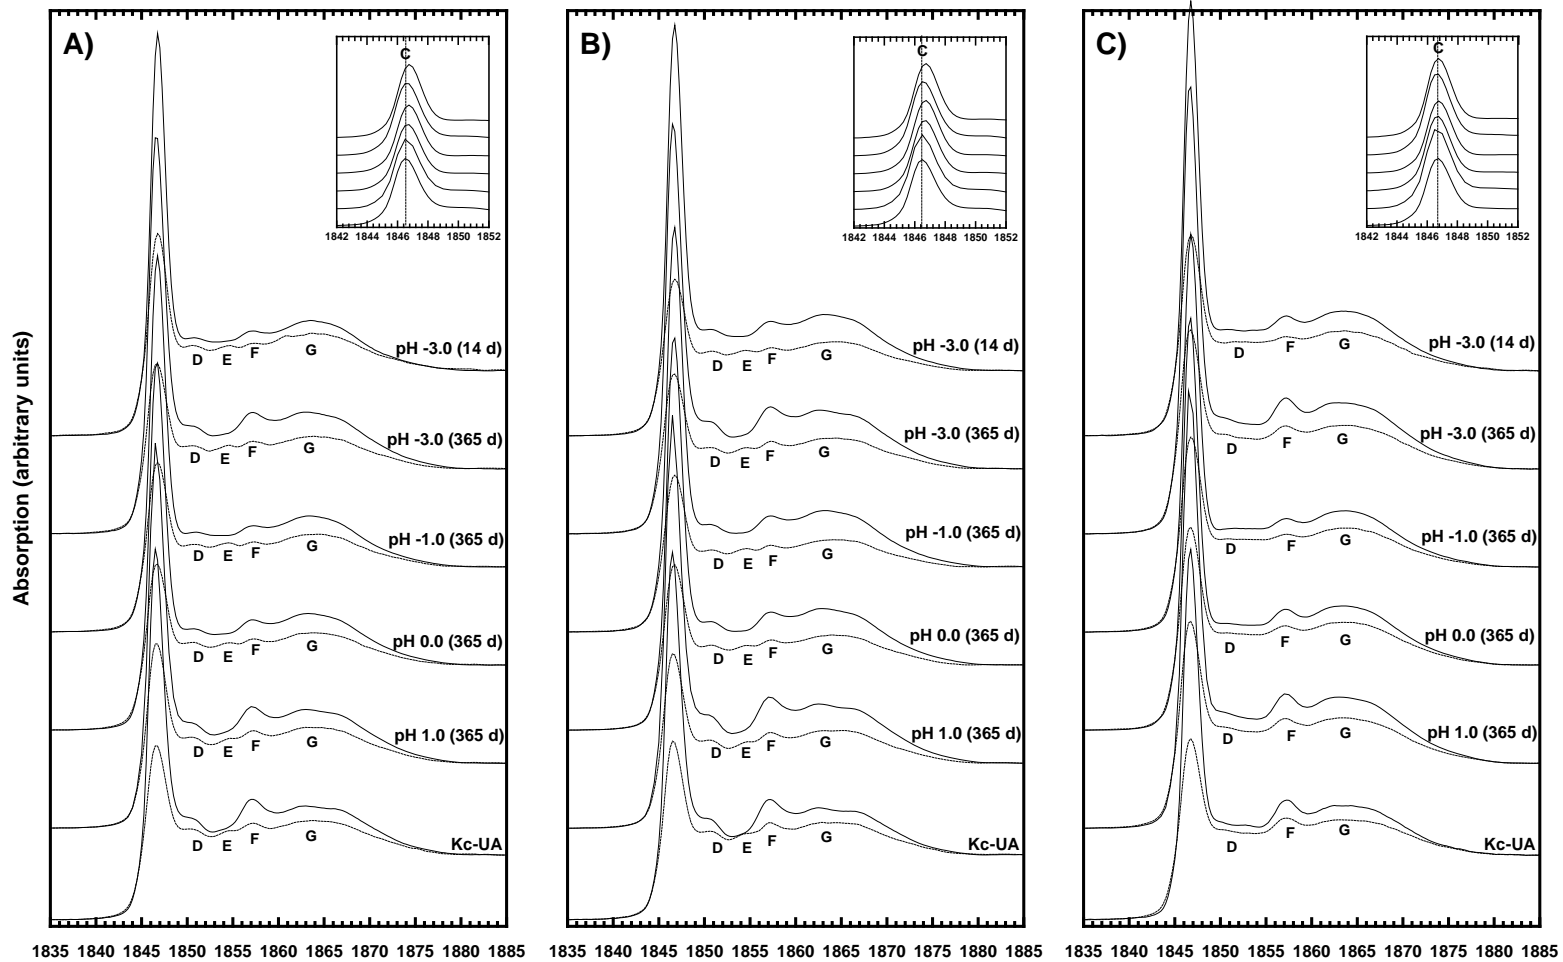 Absorption (arbitrary units)
A)
C
1842 1844 1846 1848 1850 1852
D E F G pH -3.0 (14 d)
D E F G pH -3.0 (365 d)
D E F G pH -1.0 (365 d)
D E F G pH 0.0 (365 d)
D E F G pH 1.0 (365 d)
D E F G Kc-UA
1835 1840 1845 1850 1855 1860 1865 1870 1875 1880 1885
B)
C
1842 1844 1846 1848 1850 1852
D E F G pH -3.0 (14 d)
D E F G pH -3.0 (365 d)
D E F G pH -1.0 (365 d)
D E F G pH 0.0 (365 d)
D E F G pH 1.0 (365 d)
D E F G Kc-UA
1835 1840 1845 1850 1855 1860 1865 1870 1875 1880 1885
C)
C
1842 1844 1846 1848 1850 1852
D F G pH -3.0 (14 d)
D F G pH -3.0 (365 d)
D F G pH -1.0 (365 d)
D F G pH 0.0 (365 d)
D F G pH 1.0 (365 d)
D F G Kc-UA
1835 1840 1845 1850 1855 1860 1865 1870 1875 1880 1885